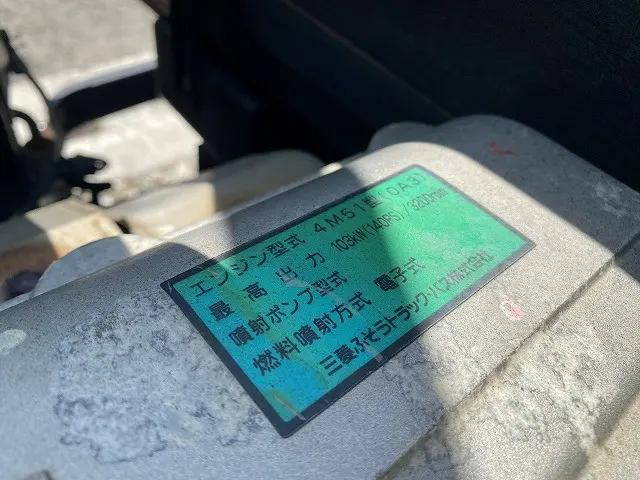 エンジン型式 4M51型(0A3)
最高出力 103kW(140PS)/3200rpm
噴射ポンプ型式
燃料噴射方式 電子式
三菱ふそうトラック・バス株式会社